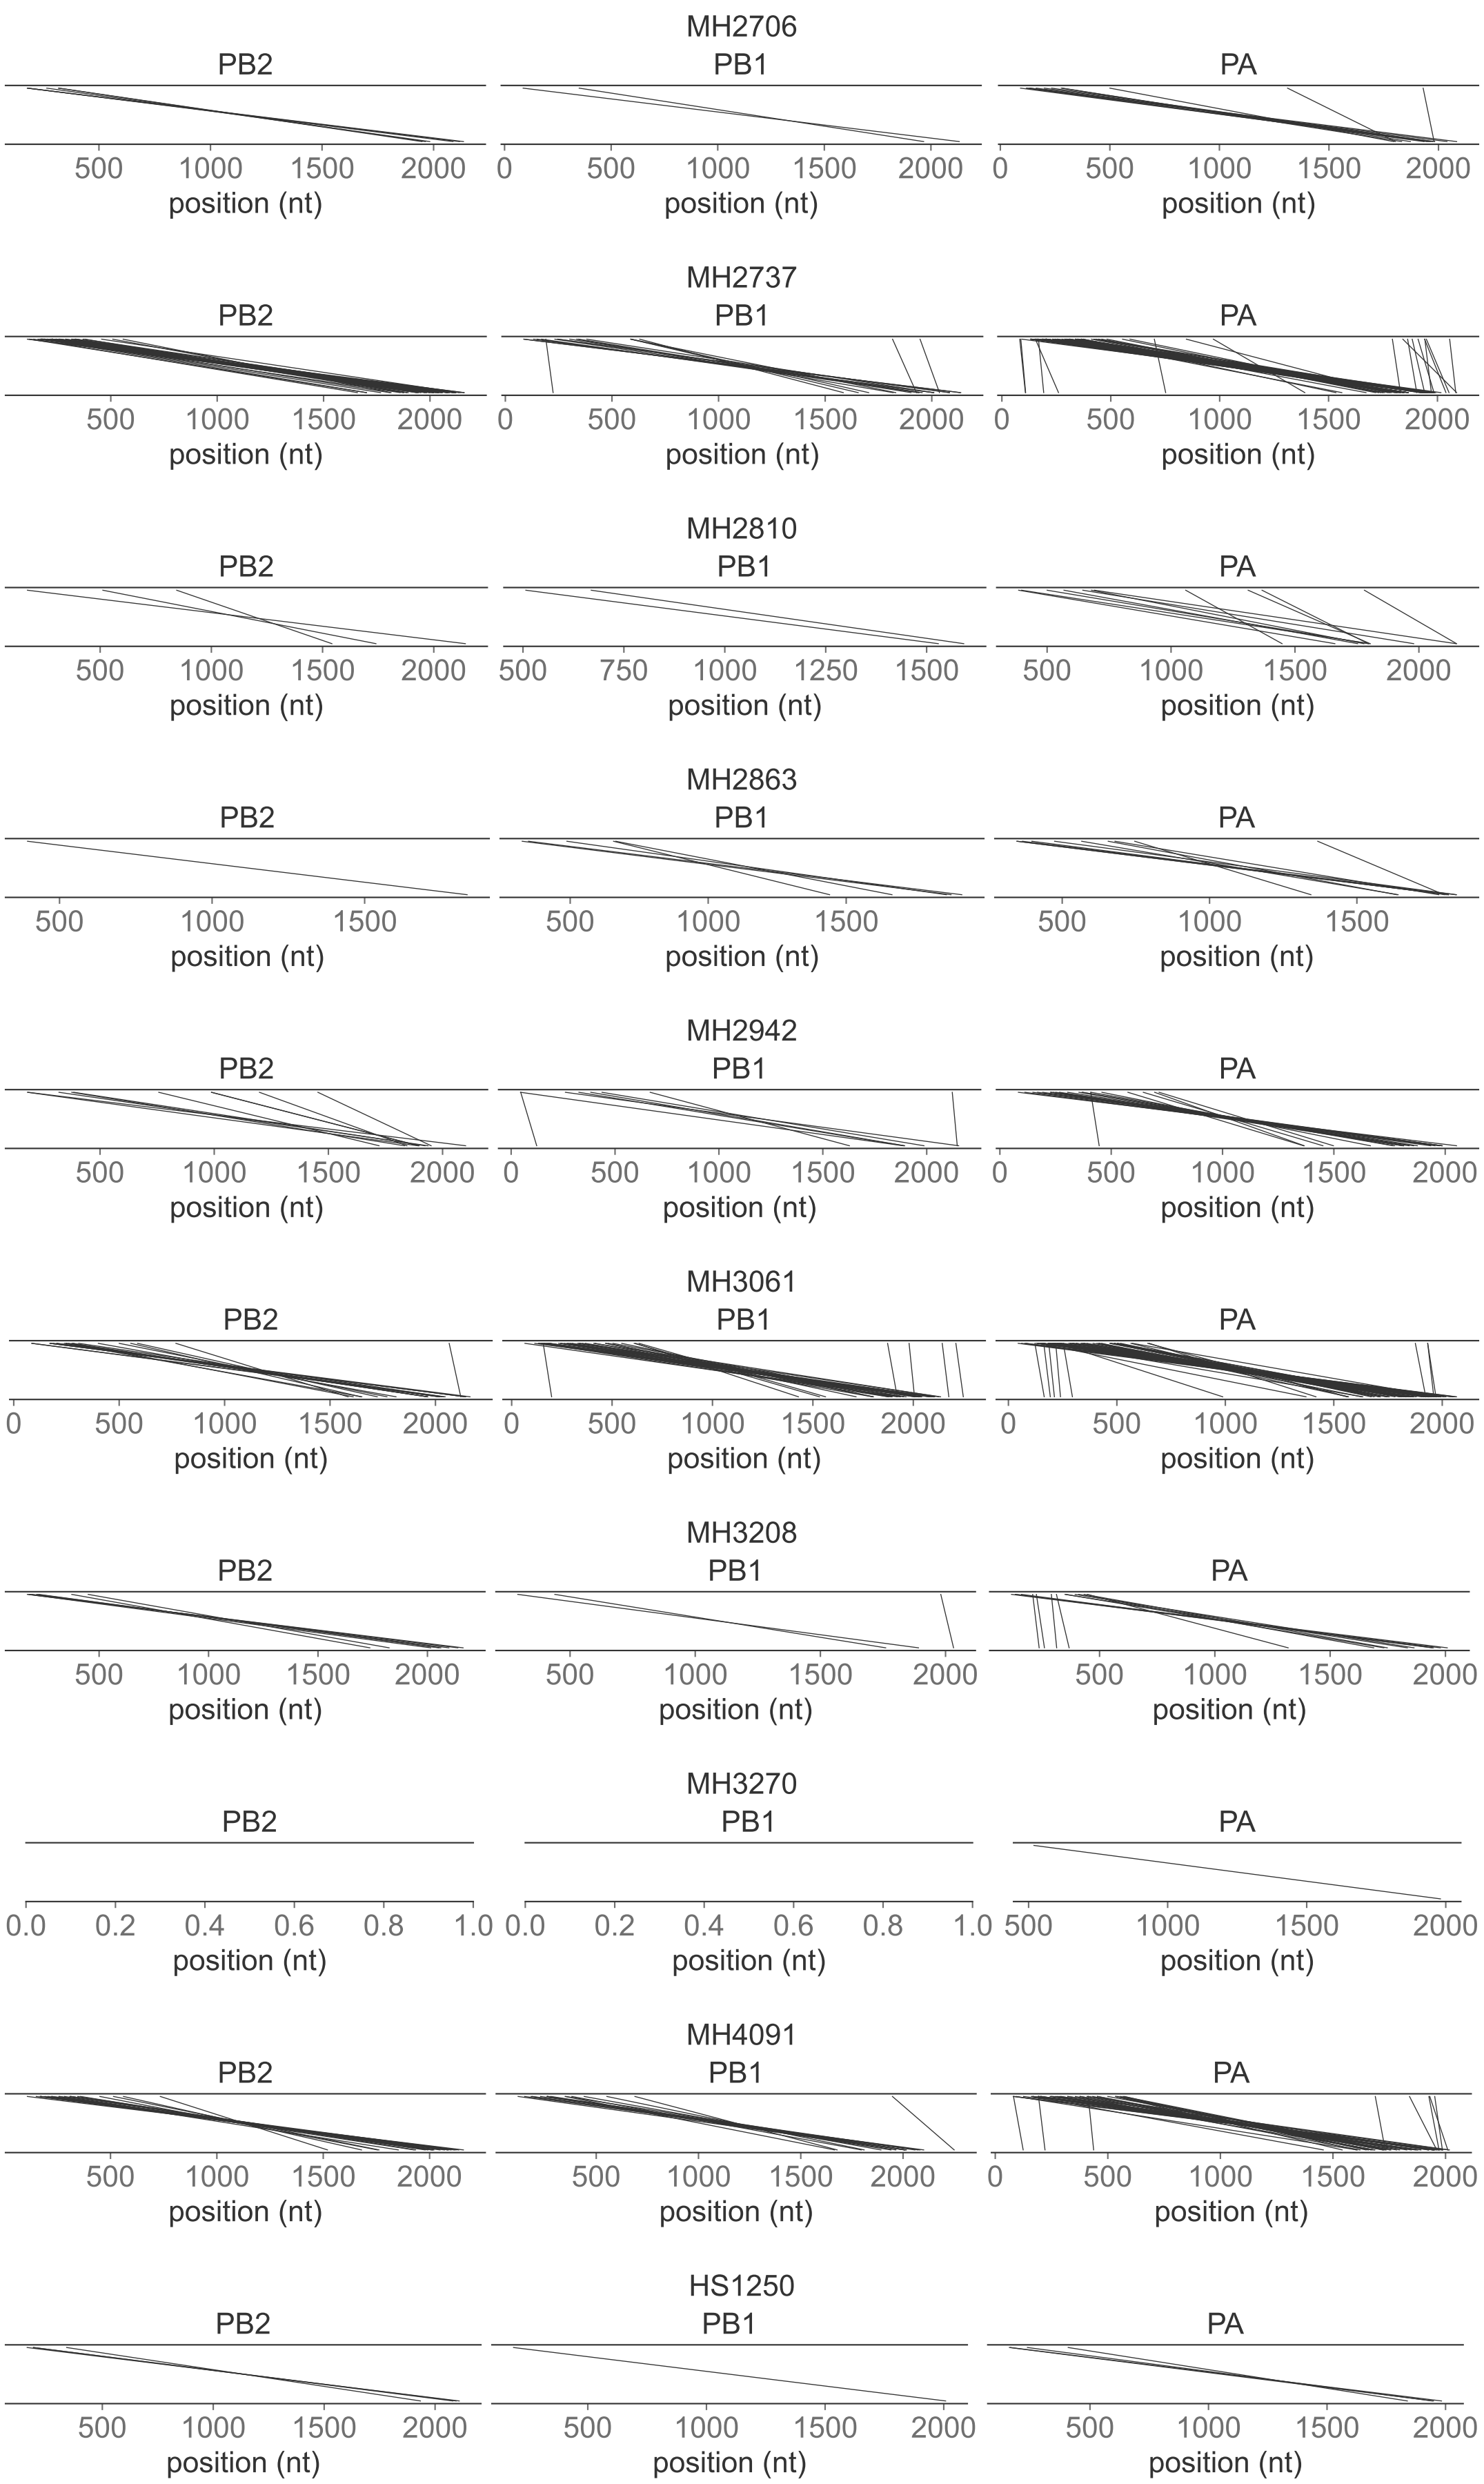 MH2706
PB2 PB1 PA
500 1000 1500 2000 0 500 1000 1500 2000 0 500 1000 1500 2000
position (nt) position (nt) position (nt)
MH2737
PB2 PB1 PA
500 1000 1500 2000 0 500 1000 1500 2000 0 500 1000 1500 2000
position (nt) position (nt) position (nt)
MH2810
PB2 PB1 PA
500 1000 1500 2000 500 750 1000 1250 1500 500 1000 1500 2000
position (nt) position (nt) position (nt)
MH2863
PB2 PB1 PA
500 1000 1500 500 1000 1500 500 1000 1500
position (nt) position (nt) position (nt)
MH2942
PB2 PB1 PA
500 1000 1500 2000 0 500 1000 1500 2000 0 500 1000 1500 2000
position (nt) position (nt) position (nt)
MH3061
PB2 PB1 PA
0 500 1000 1500 2000 0 500 1000 1500 2000 0 500 1000 1500 2000
position (nt) position (nt) position (nt)
MH3208
PB2 PB1 PA
500 1000 1500 2000 500 1000 1500 2000 500 1000 1500 2000
position (nt) position (nt) position (nt)
MH3270
PB2 PB1 PA
0.0 0.2 0.4 0.6 0.8 1.0 0.0 0.2 0.4 0.6 0.8 1.0 500 1000 1500 2000
position (nt) position (nt) position (nt)
MH4091
PB2 PB1 PA
500 1000 1500 2000 500 1000 1500 2000 0 500 1000 1500 2000
position (nt) position (nt) position (nt)
HS1250
PB2 PB1 PA
500 1000 1500 2000 500 1000 1500 2000 500 1000 1500 2000
position (nt) position (nt) position (nt)